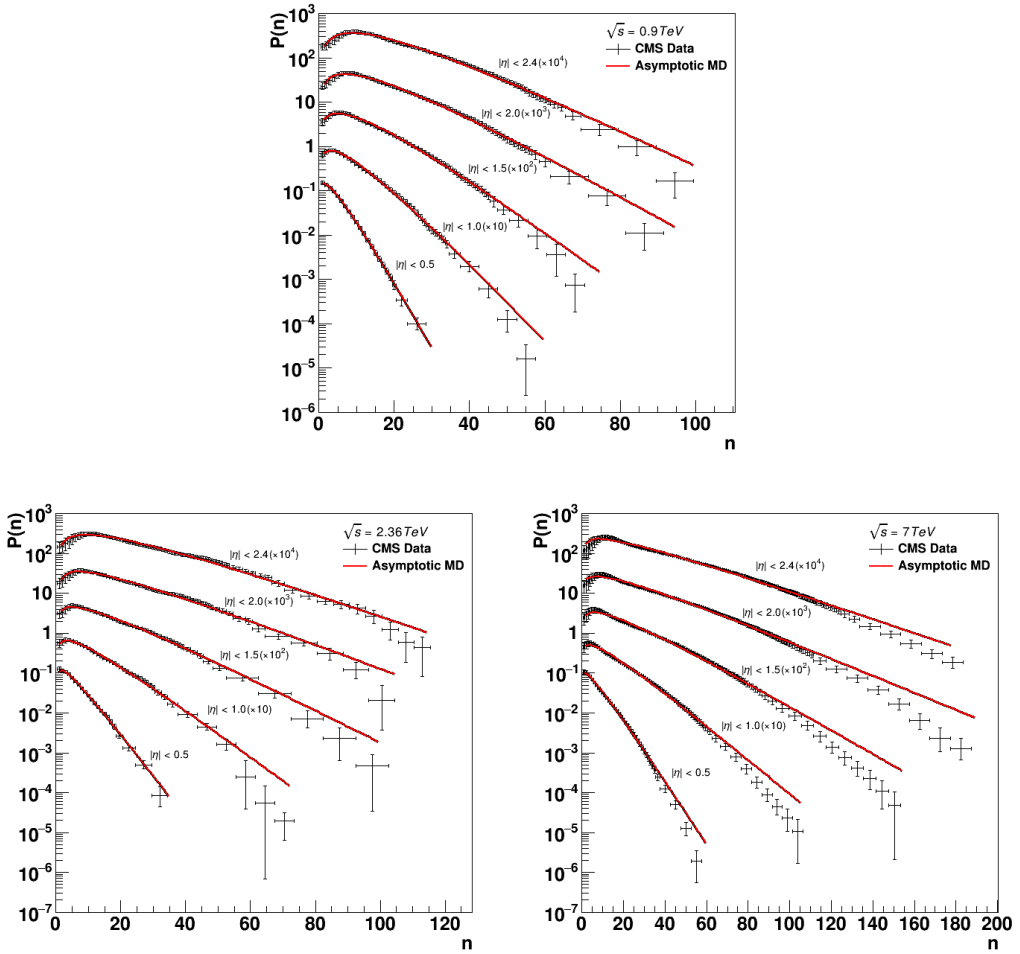 P(n)
10³
10²
10
1
10⁻¹
10⁻²
10⁻³
10⁻⁴
10⁻⁵
10⁻⁶
√s = 0.9TeV
CMS Data
Asymptotic MD
|η| < 2.4(×10⁴)
|η| < 2.0(×10³)
|η| < 1.5(×10²)
|η| < 1.0(×10)
|η| < 0.5
0 20 40 60 80 100
n
P(n)
10³
10²
10
1
10⁻¹
10⁻²
10⁻³
10⁻⁴
10⁻⁵
10⁻⁶
10⁻⁷
√s = 2.36TeV
CMS Data
Asymptotic MD
|η| < 2.4(×10⁴)
|η| < 2.0(×10³)
|η| < 1.5(×10²)
|η| < 1.0(×10)
|η| < 0.5
0 20 40 60 80 100 120
n
P(n)
10³
10²
10
1
10⁻¹
10⁻²
10⁻³
10⁻⁴
10⁻⁵
10⁻⁶
10⁻⁷
√s = 7TeV
CMS Data
Asymptotic MD
|η| < 2.4(×10⁴)
|η| < 2.0(×10³)
|η| < 1.5(×10²)
|η| < 1.0(×10)
|η| < 0.5
0 20 40 60 80 100 120 140 160 180 200
n